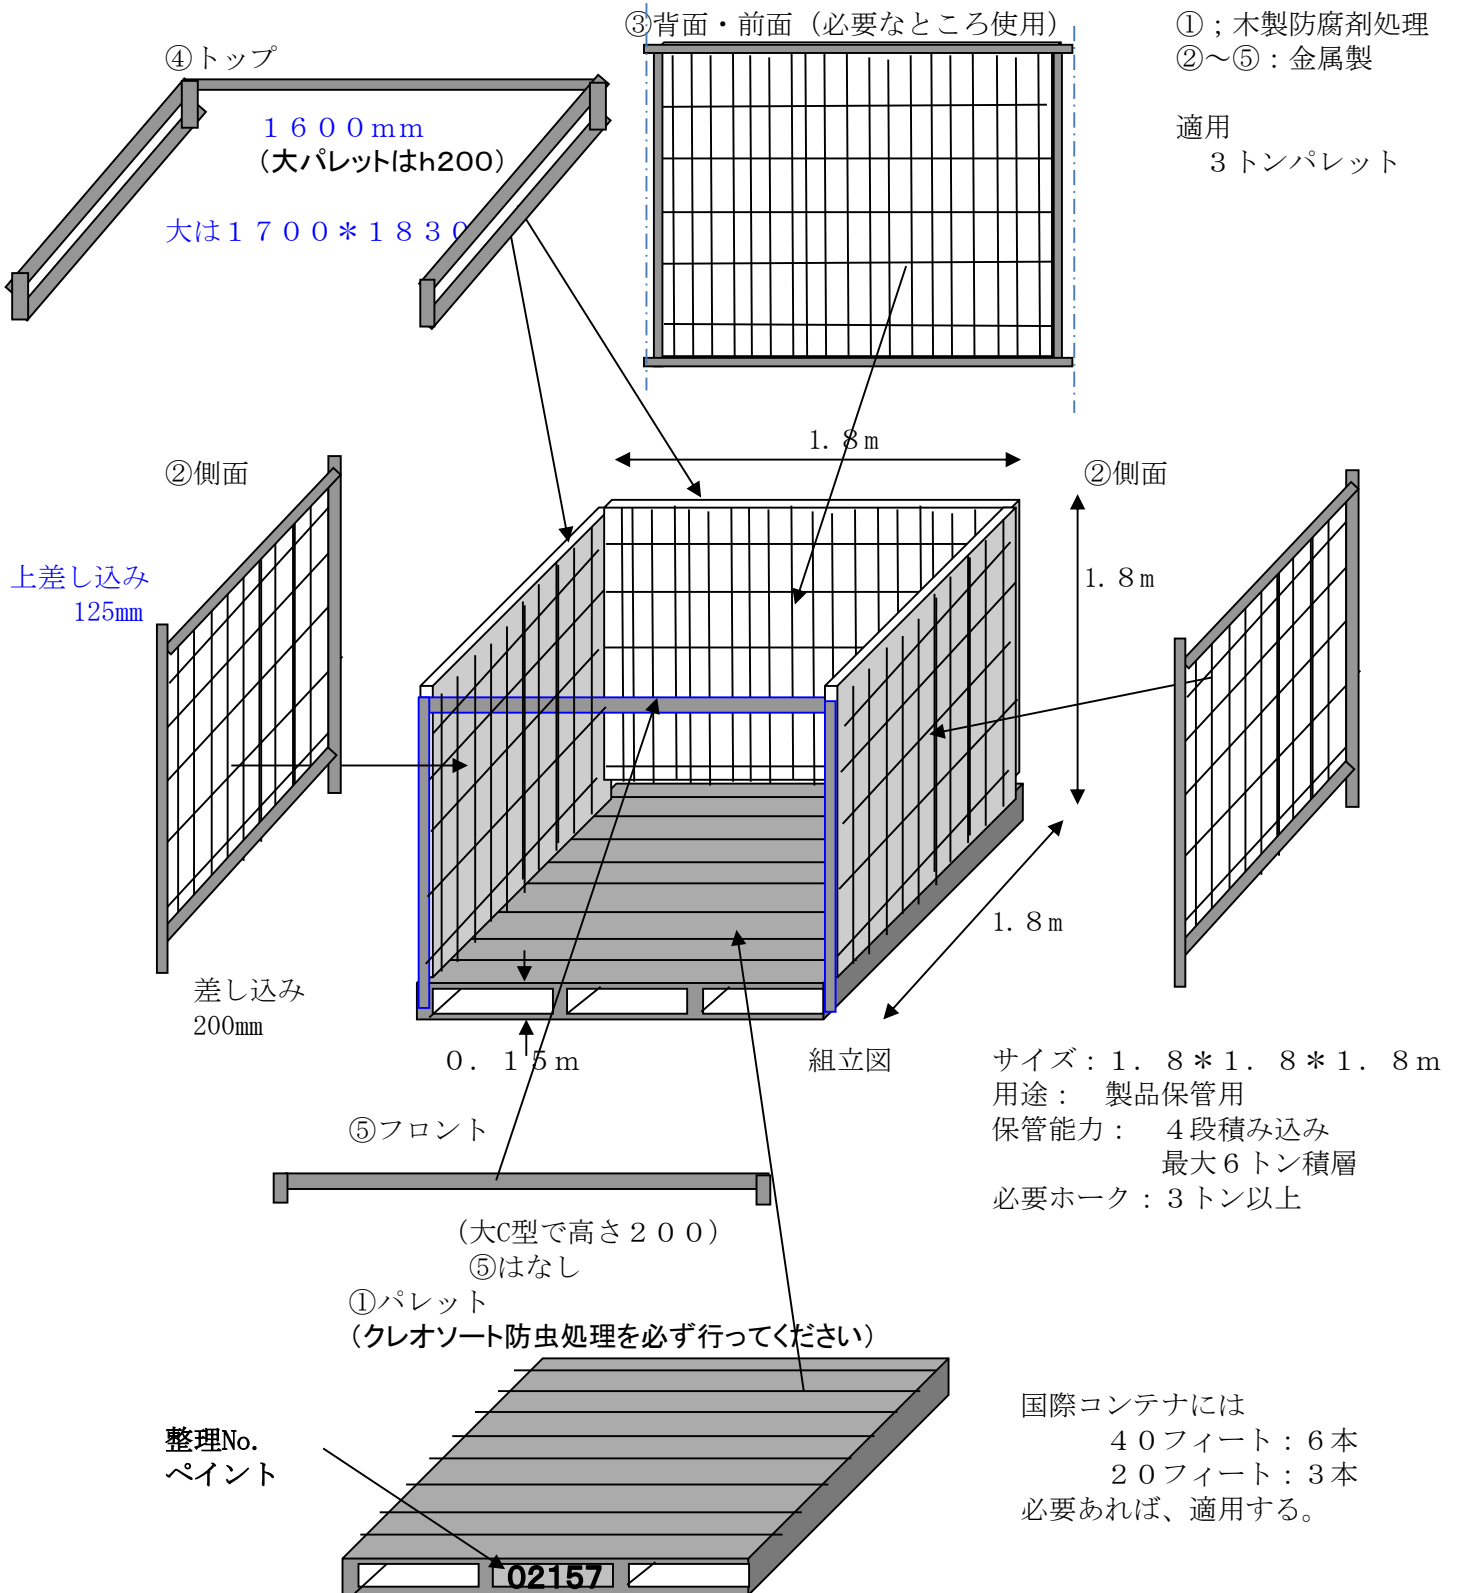 ③背面・前面（必要なところ使用）
①；木製防腐剤処理
②～⑤：金属製
④トップ
１６００mm
（大パレットはh200）
適用
３トンパレット
大は１７００＊１８３０
1.８m
②側面
②側面
上差し込み
125mm
1.８m
1.８m
差し込み
200mm
０．１５m
組立図
サイズ：１．８＊１．８＊１．８m
用途：　製品保管用
保管能力：　４段積み込み
最大６トン積層
必要ホーク：３トン以上
⑤フロント
（大C型で高さ２００）
⑤はなし
①パレット
（クレオソート防虫処理を必ず行ってください）
整理No.
ペイント
国際コンテナには
４０フィート：６本
２０フィート：３本
必要あれば、適用する。
02157